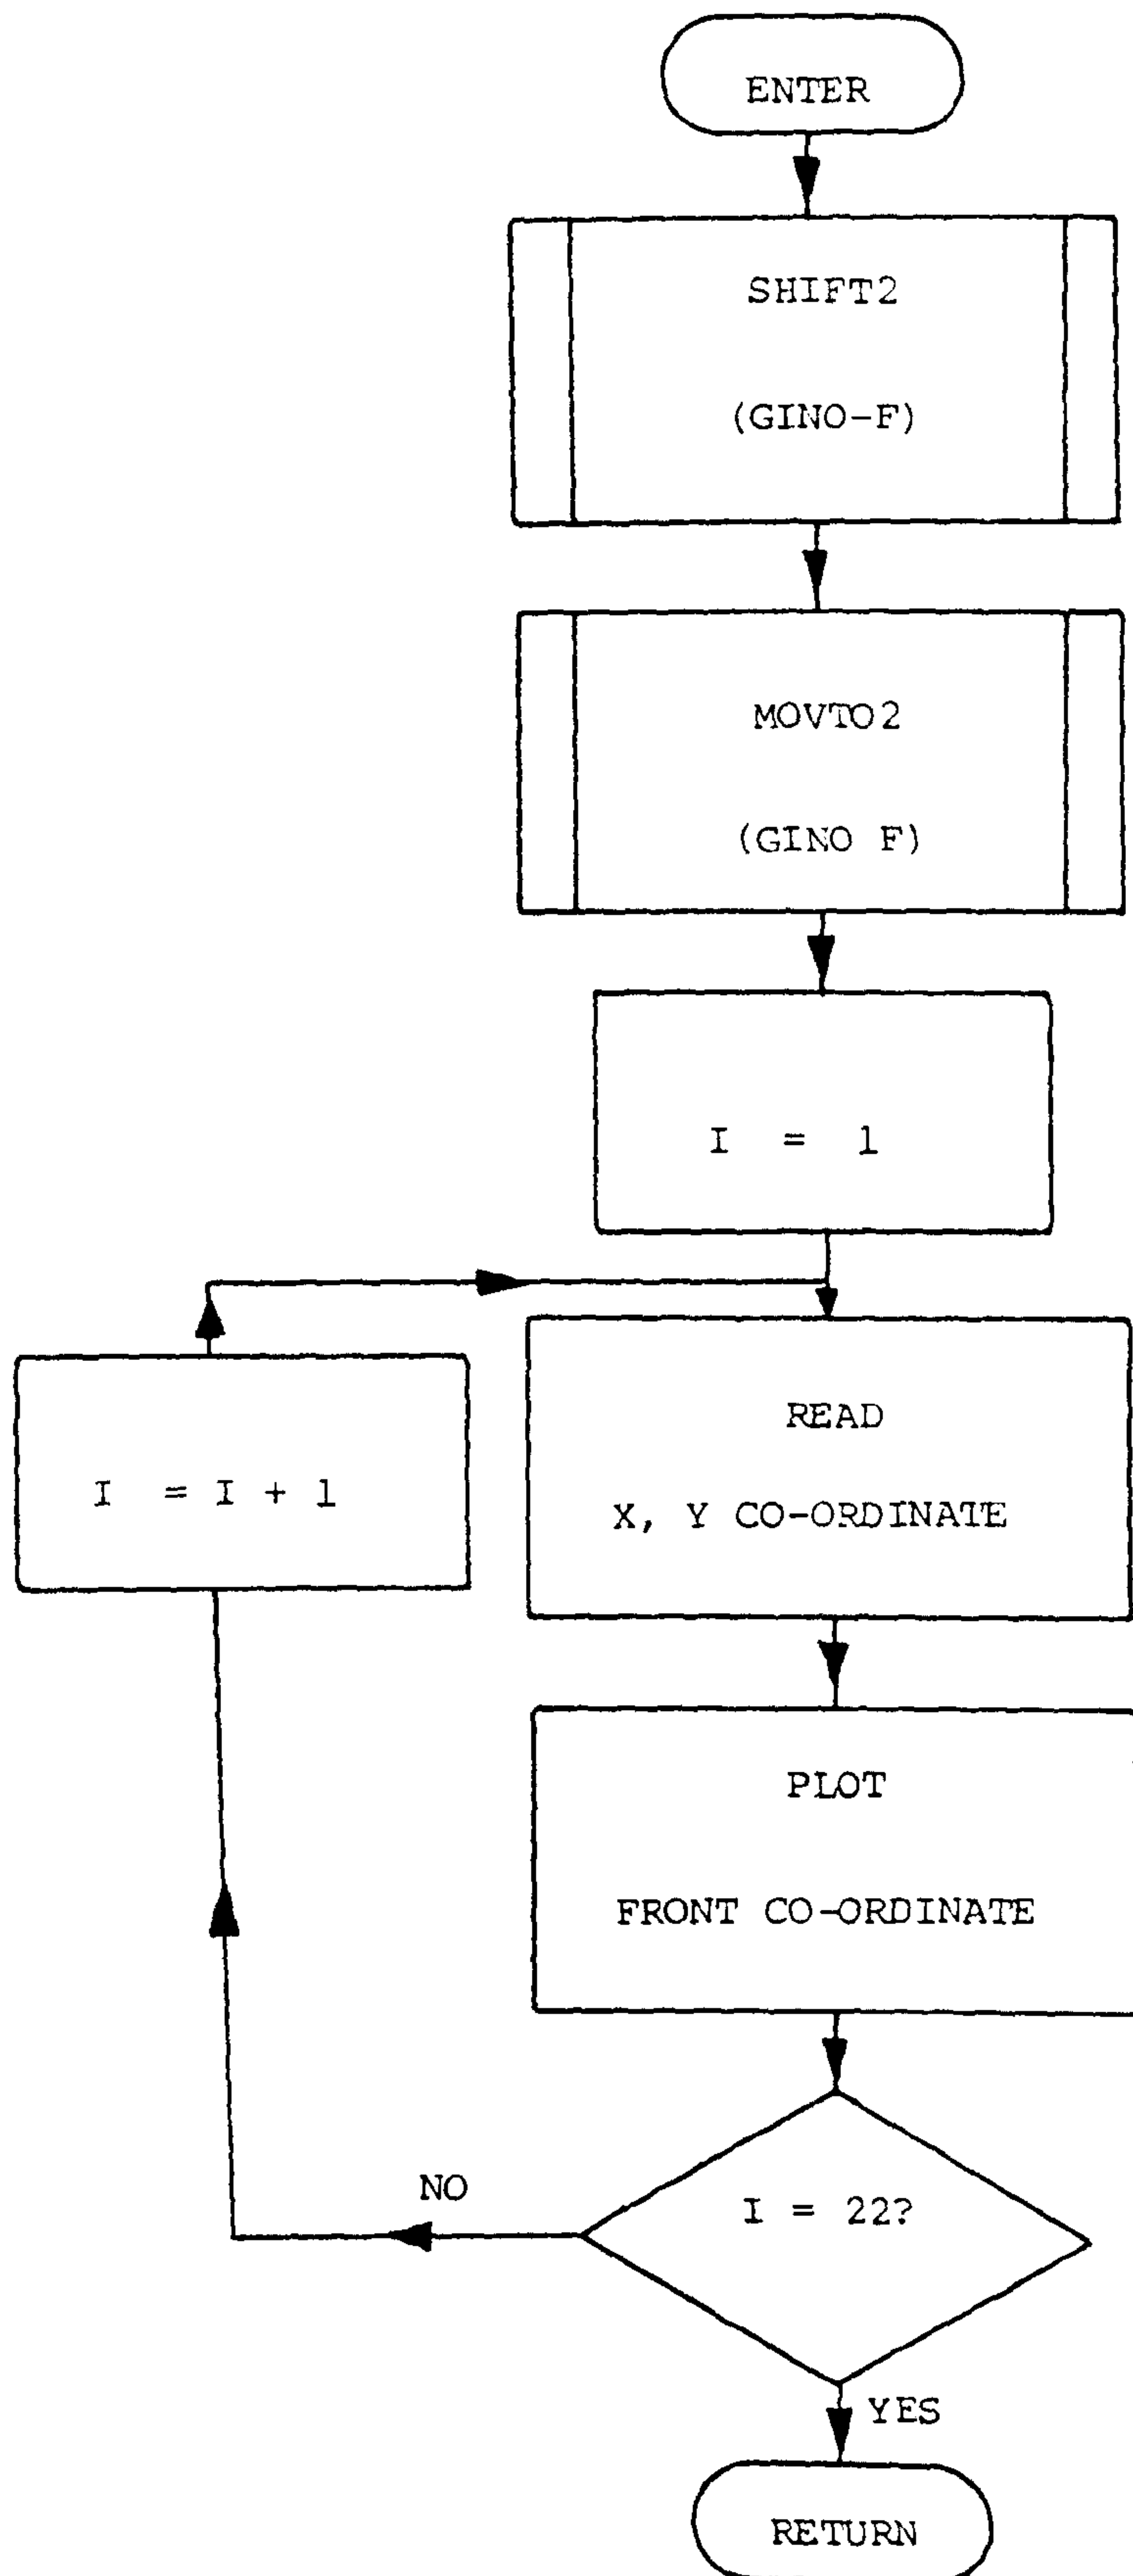 ENTER
SHIFT2
(GINO-F)
MOVTO2
(GINO F)
I = 1
READ
X, Y CO-ORDINATE
I = I + 1
PLOT
FRONT CO-ORDINATE
I = 22?
NO
YES
RETURN